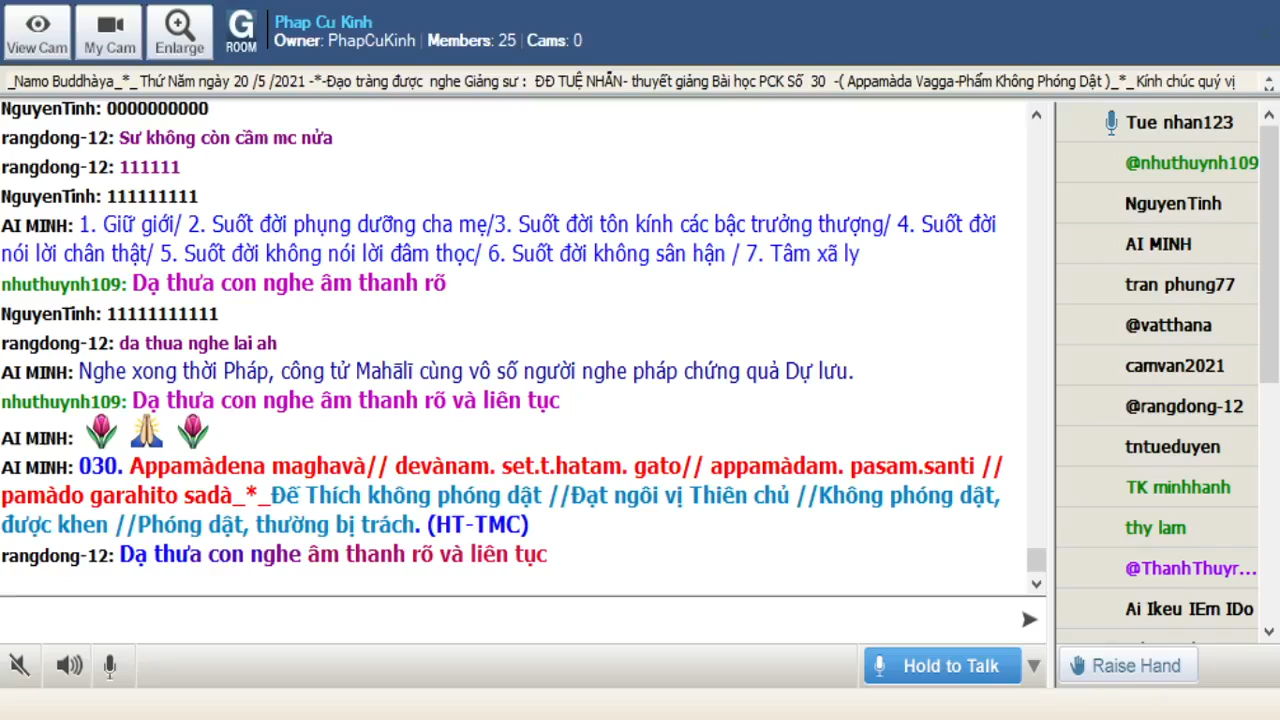 View Cam
My Cam
Enlarge
G
ROOM
Phap Cu Kinh
Owner: PhapCuKinh | Members: 25 | Cams: 0
_Namo Buddhàya_*_ Thứ Năm ngày 20 /5 /2021 -*-Đạo tràng được nghe Giảng sư : ĐĐ TUỆ NHẪN- thuyết giảng Bài học PCK Số 30 -( Appamàda Vagga-Phẩm Không Phóng Dật )_*_ Kính chúc quý vị
NguyenTinh: 0000000000
rangdong-12: Sư không còn cầm mc nửa
rangdong-12: 111111
NguyenTinh: 111111111
AI MINH: 1. Giữ giới/ 2. Suốt đời phụng dưỡng cha mẹ/3. Suốt đời tôn kính các bậc trưởng thượng/ 4. Suốt đời
nói lời chân thật/ 5. Suốt đời không nói lời đâm thọc/ 6. Suốt đời không sân hận / 7. Tâm xã ly
nhuthuynh109: Dạ thưa con nghe âm thanh rõ
NguyenTinh: 11111111111
rangdong-12: da thua nghe lai ah
AI MINH: Nghe xong thời Pháp, công tử Mahālī cùng vô số người nghe pháp chứng quả Dự lưu.
nhuthuynh109: Dạ thưa con nghe âm thanh rõ và liên tục
AI MINH:
AI MINH: 030. Appamàdena maghavà// devànam. set.t.hatam. gato// appamàdam. pasam.santi //
pamàdo garahito sadà_*_Đế Thích không phóng dật //Đạt ngôi vị Thiên chủ //Không phóng dật,
được khen //Phóng dật, thường bị trách. (HT-TMC)
rangdong-12: Dạ thưa con nghe âm thanh rõ và liên tục
Hold to Talk
Tue nhan123
@nhuthuynh109
NguyenTinh
AI MINH
tran phung77
@vatthana
camvan2021
@rangdong-12
tntueduyen
TK minhhanh
thy lam
@ThanhThuyr...
Ai Ikeu IEm IDo
Raise Hand